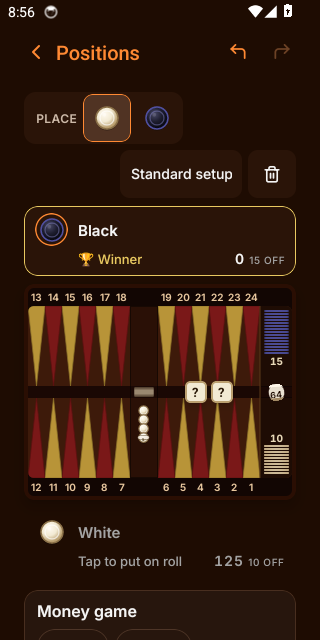 8:56
Positions
PLACE
Standard setup
Black
🏆 Winner 0 15 OFF
13 14 15 16 17 18 19 20 21 22 23 24
15
? ? 64
10
12 11 10 9 8 7 6 5 4 3 2 1
White
Tap to put on roll 125 10 OFF
Money game